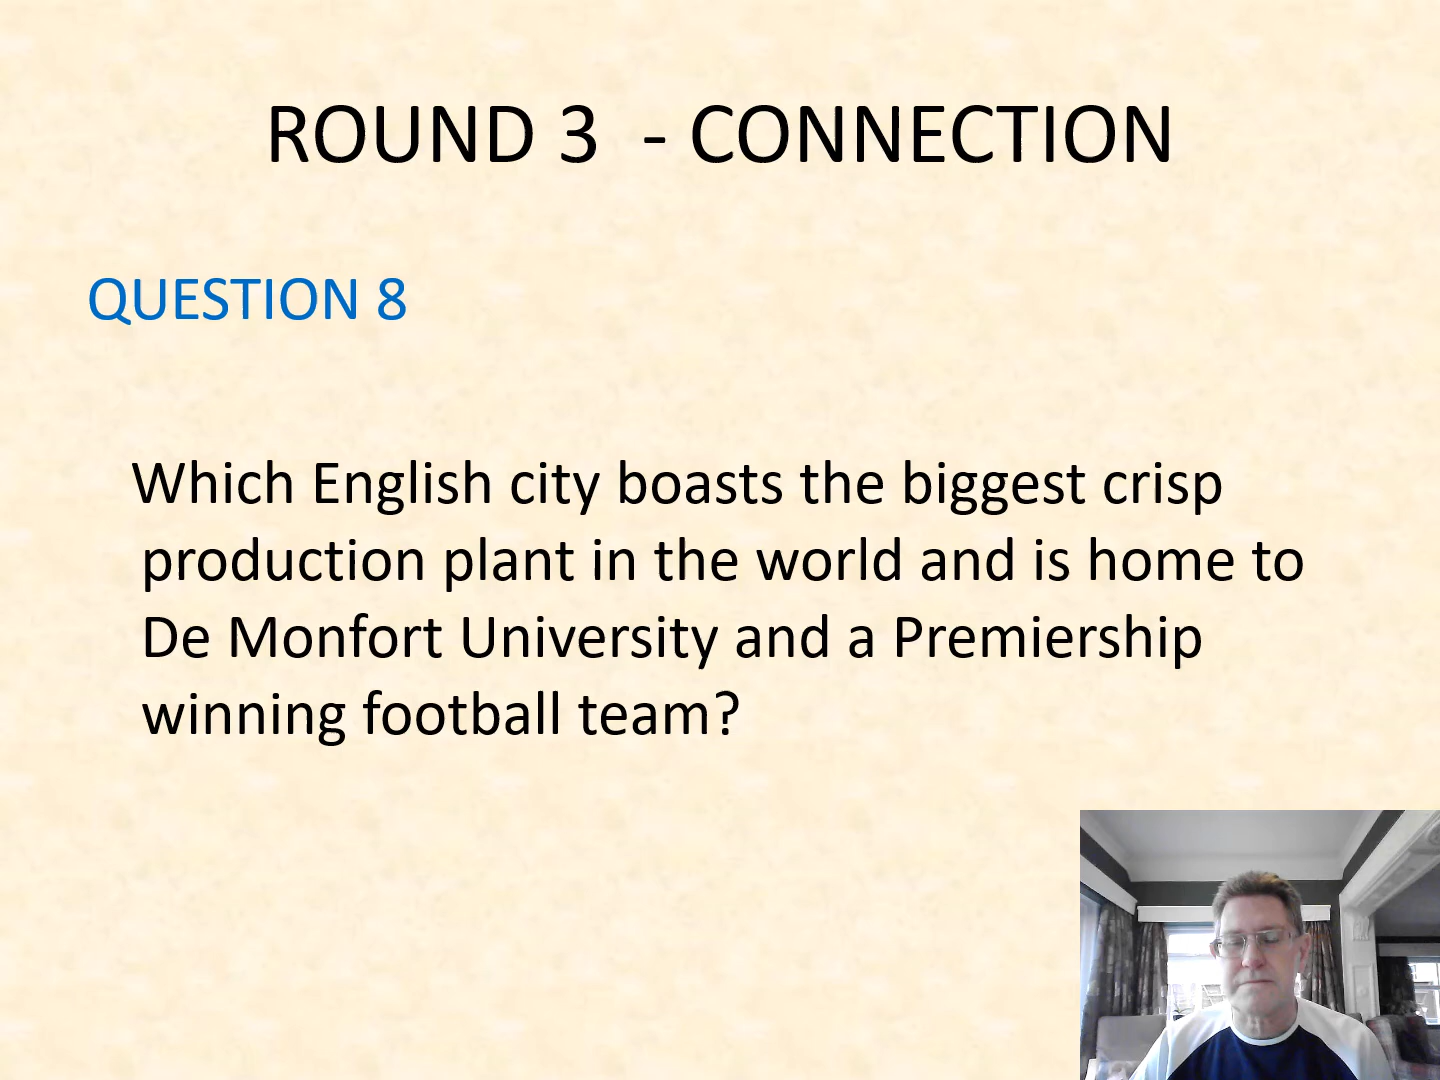 ROUND 3  - CONNECTION
QUESTION 8
Which English city boasts the biggest crisp
production plant in the world and is home to
De Monfort University and a Premiership
winning football team?